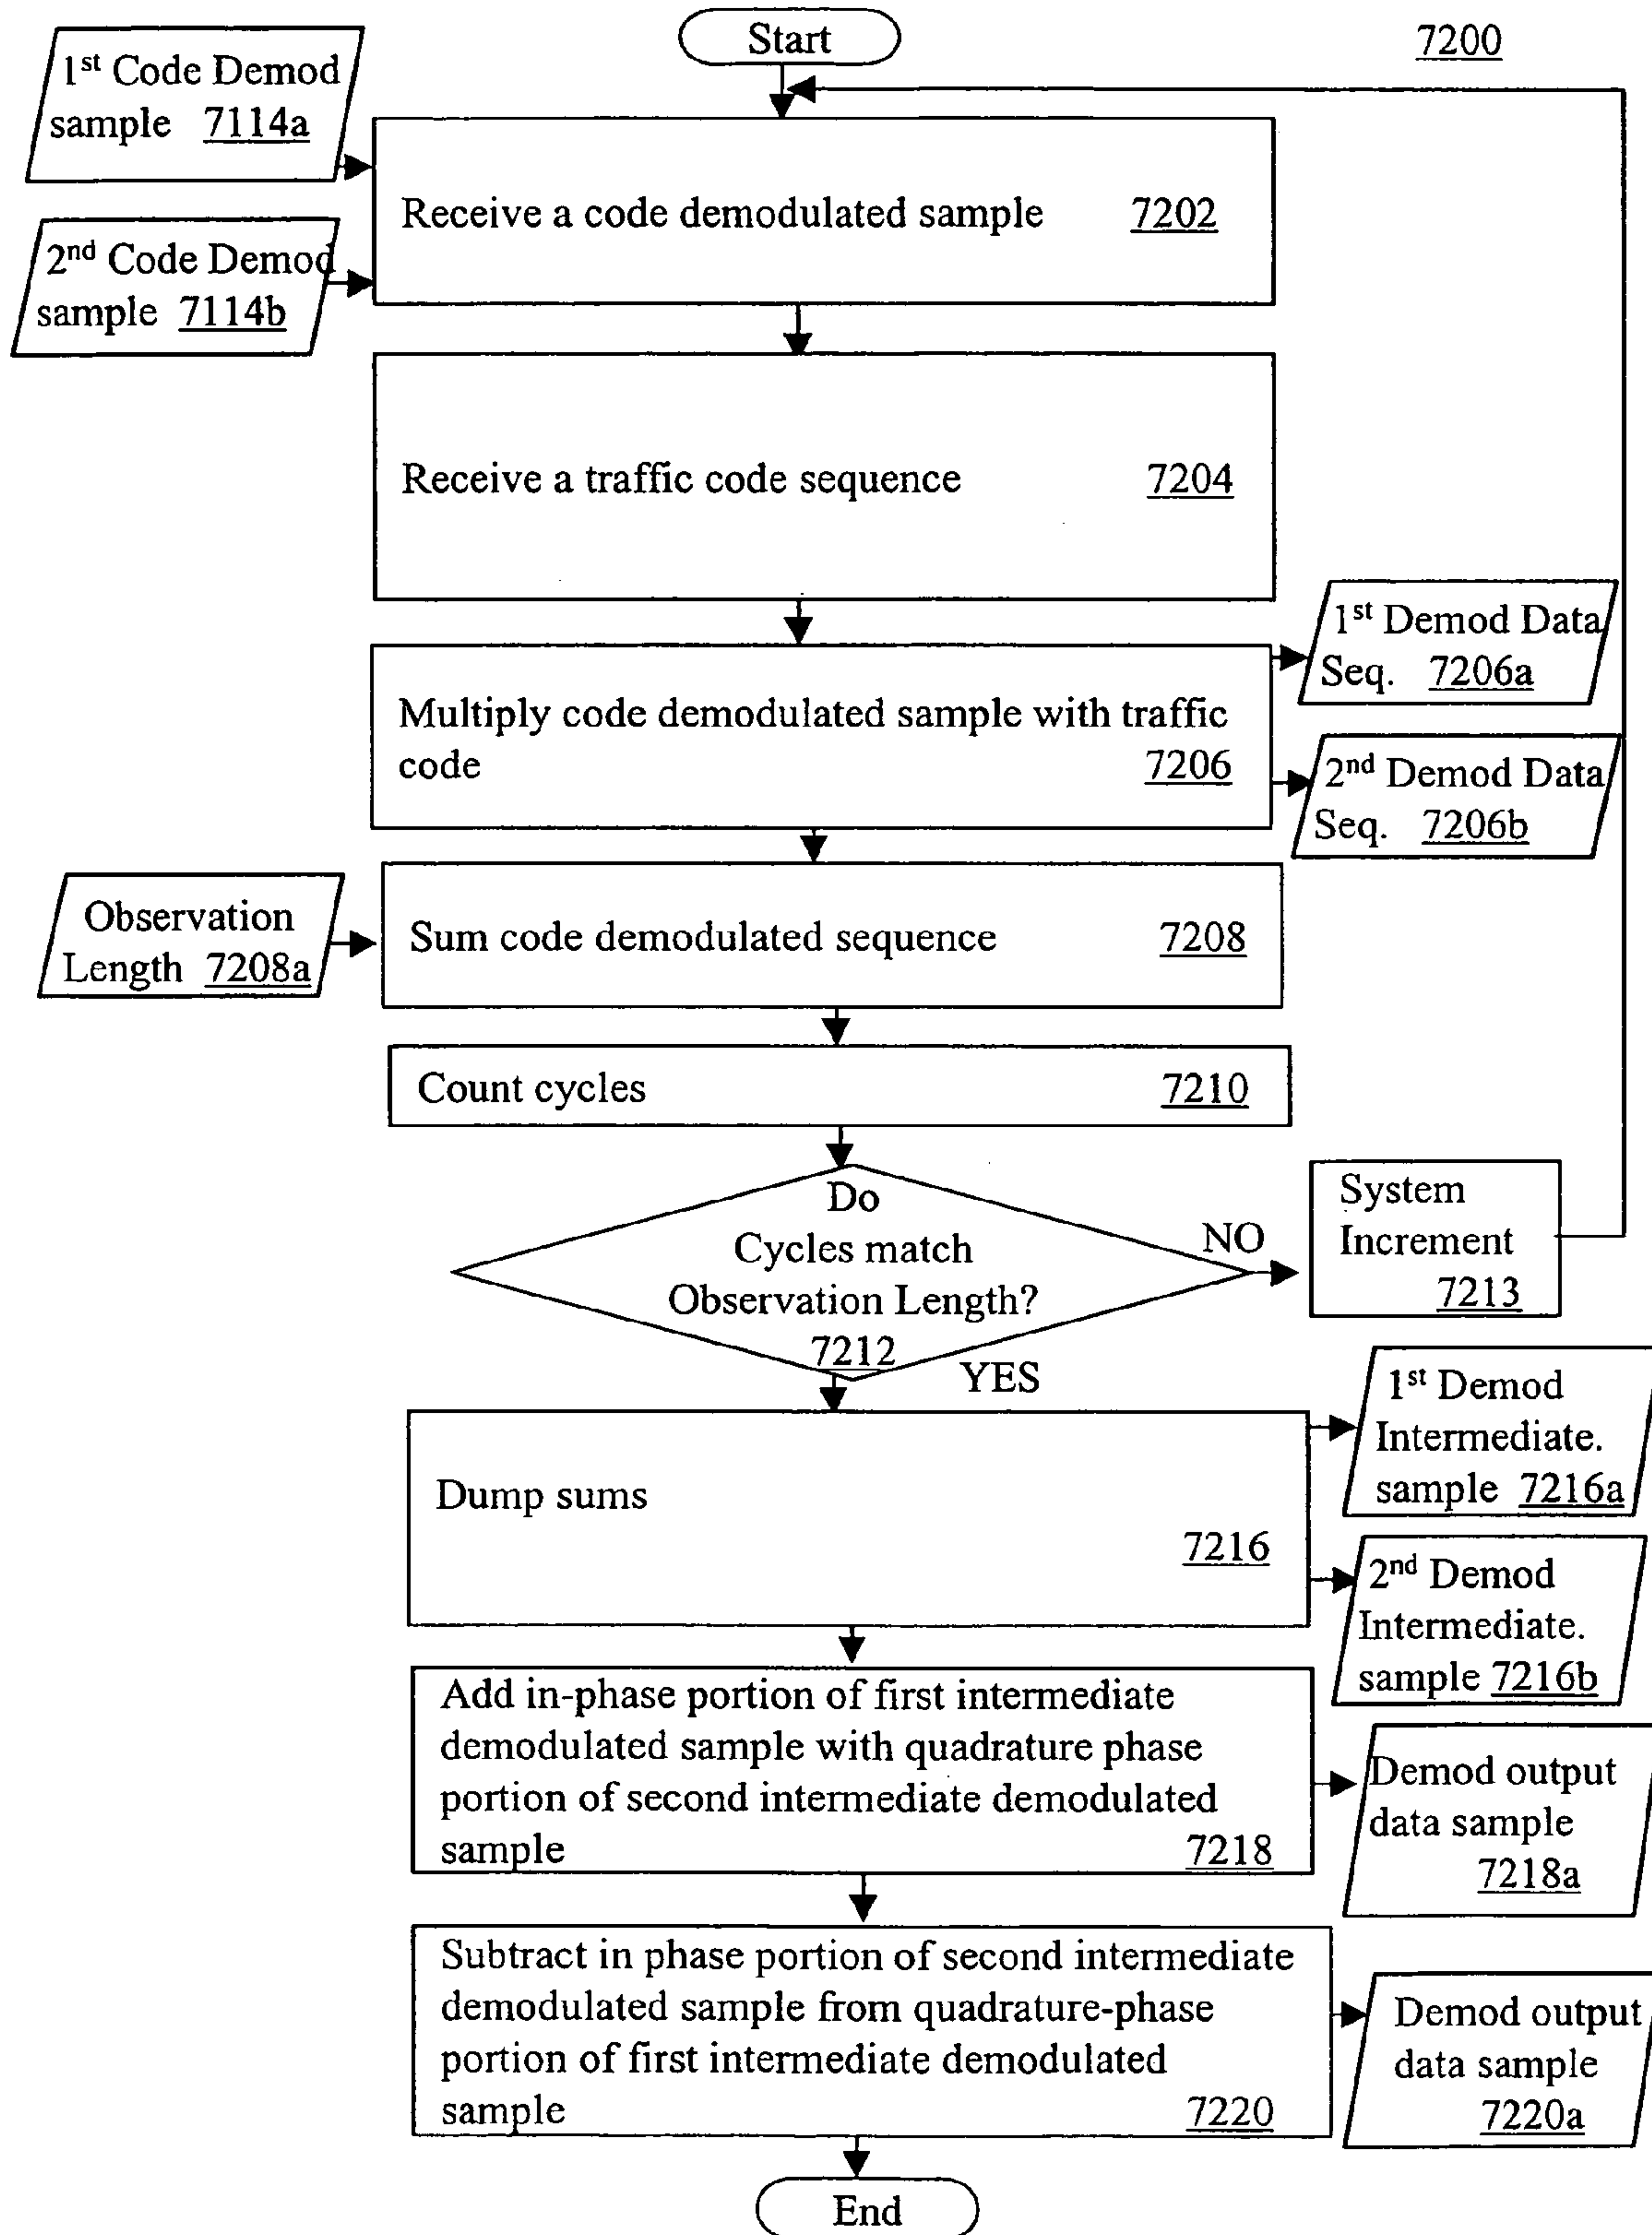 Start
7200
1st Code Demod
sample 7114a
Receive a code demodulated sample 7202
2nd Code Demod
sample 7114b
Receive a traffic code sequence 7204
1st Demod Data
Seq. 7206a
Multiply code demodulated sample with traffic
code 7206
2nd Demod Data
Seq. 7206b
Observation
Length 7208a
Sum code demodulated sequence 7208
Count cycles 7210
Do
Cycles match
Observation Length?
7212
NO
System
Increment
7213
YES
1st Demod
Intermediate.
sample 7216a
Dump sums
7216
2nd Demod
Intermediate.
sample 7216b
Add in-phase portion of first intermediate
demodulated sample with quadrature phase
portion of second intermediate demodulated
sample 7218
Demod output
data sample
7218a
Subtract in phase portion of second intermediate
demodulated sample from quadrature-phase
portion of first intermediate demodulated
sample 7220
Demod output
data sample
7220a
End